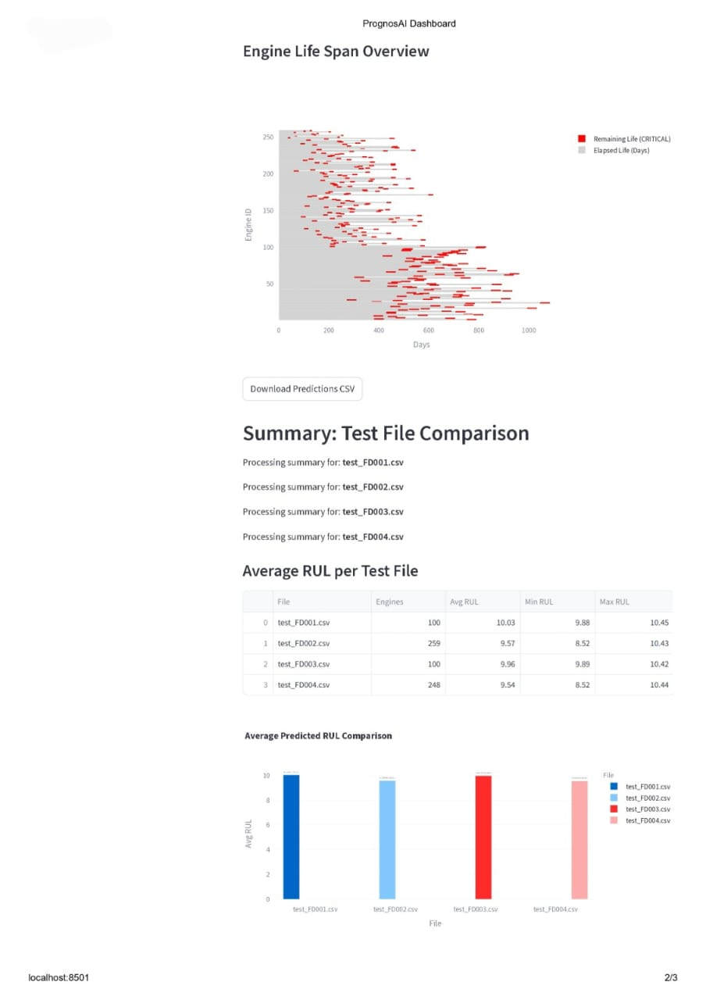 PrognosAI Dashboard
Engine Life Span Overview
250
200
150
100
50
Engine ID
0 200 400 600 800 1000
Days
Remaining Life (CRITICAL)
Elapsed Life (Days)
Download Predictions CSV
Summary: Test File Comparison
Processing summary for: test_FD001.csv
Processing summary for: test_FD002.csv
Processing summary for: test_FD003.csv
Processing summary for: test_FD004.csv
Average RUL per Test File
File Engines Avg RUL Min RUL Max RUL
0 test_FD001.csv 100 10.03 9.88 10.45
1 test_FD002.csv 259 9.57 8.52 10.43
2 test_FD003.csv 100 9.96 9.89 10.42
3 test_FD004.csv 248 9.54 8.52 10.44
Average Predicted RUL Comparison
10
8
6
4
2
0
Avg RUL
test_FD001.csv test_FD002.csv test_FD003.csv test_FD004.csv
File
File
test_FD001.csv
test_FD002.csv
test_FD003.csv
test_FD004.csv
localhost:8501 2/3